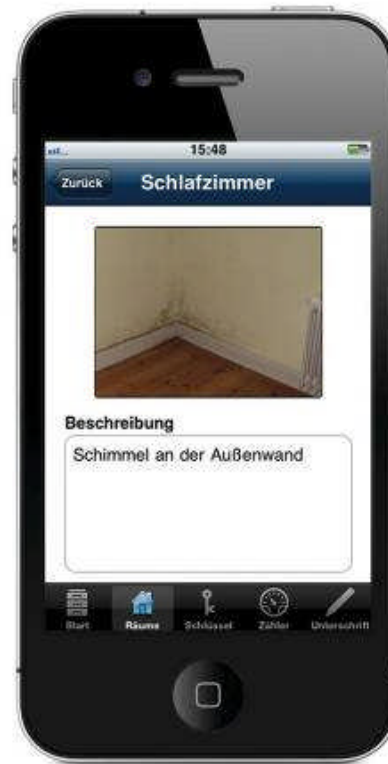 15:48
Zurück Schlafzimmer
Beschreibung
Schimmel an der Außenwand
Start Räume Schlüssel Zähler Unterschrift